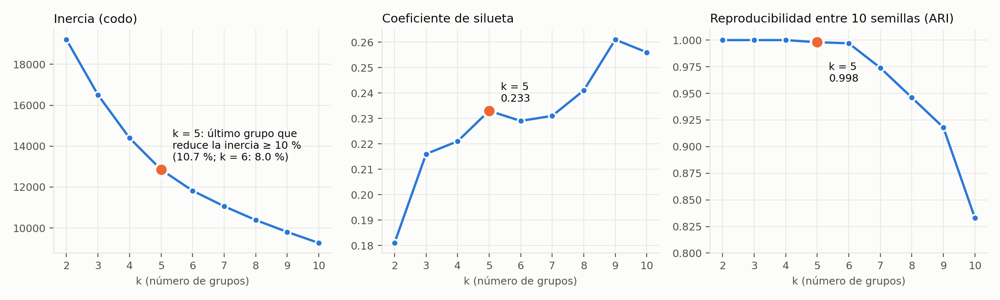 Inercia (codo)
18000
16000
14000
12000
10000
k = 5: último grupo que
reduce la inercia ≥ 10 %
(10.7 %; k = 6: 8.0 %)
2 3 4 5 6 7 8 9 10
k (número de grupos)
Coeficiente de silueta
0.26
0.25
0.24
0.23
0.22
0.21
0.20
0.19
0.18
k = 5
0.233
2 3 4 5 6 7 8 9 10
k (número de grupos)
Reproducibilidad entre 10 semillas (ARI)
1.000
0.975
0.950
0.925
0.900
0.875
0.850
0.825
0.800
k = 5
0.998
2 3 4 5 6 7 8 9 10
k (número de grupos)